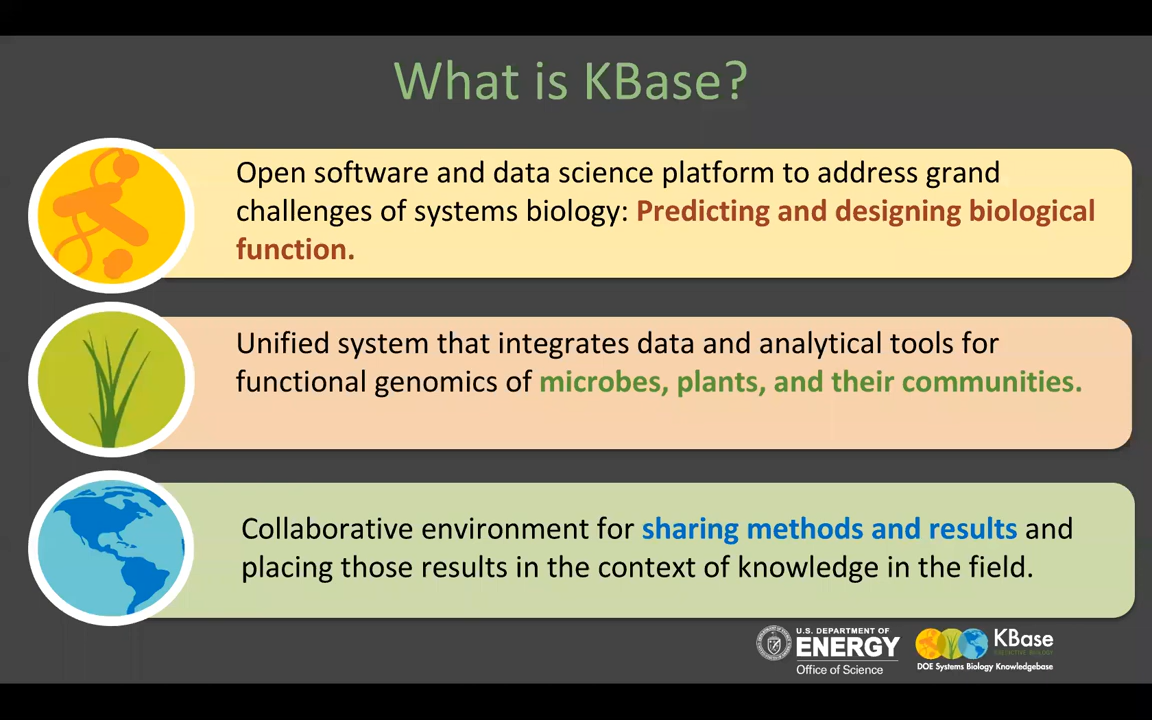 What is KBase?
Open software and data science platform to address grand
challenges of systems biology: Predicting and designing biological
function.
Unified system that integrates data and analytical tools for
functional genomics of microbes, plants, and their communities.
Collaborative environment for sharing methods and results and
placing those results in the context of knowledge in the field.
U.S. DEPARTMENT OF
ENERGY
Office of Science
KBase
PREDICTIVE BIOLOGY
DOE Systems Biology Knowledgebase